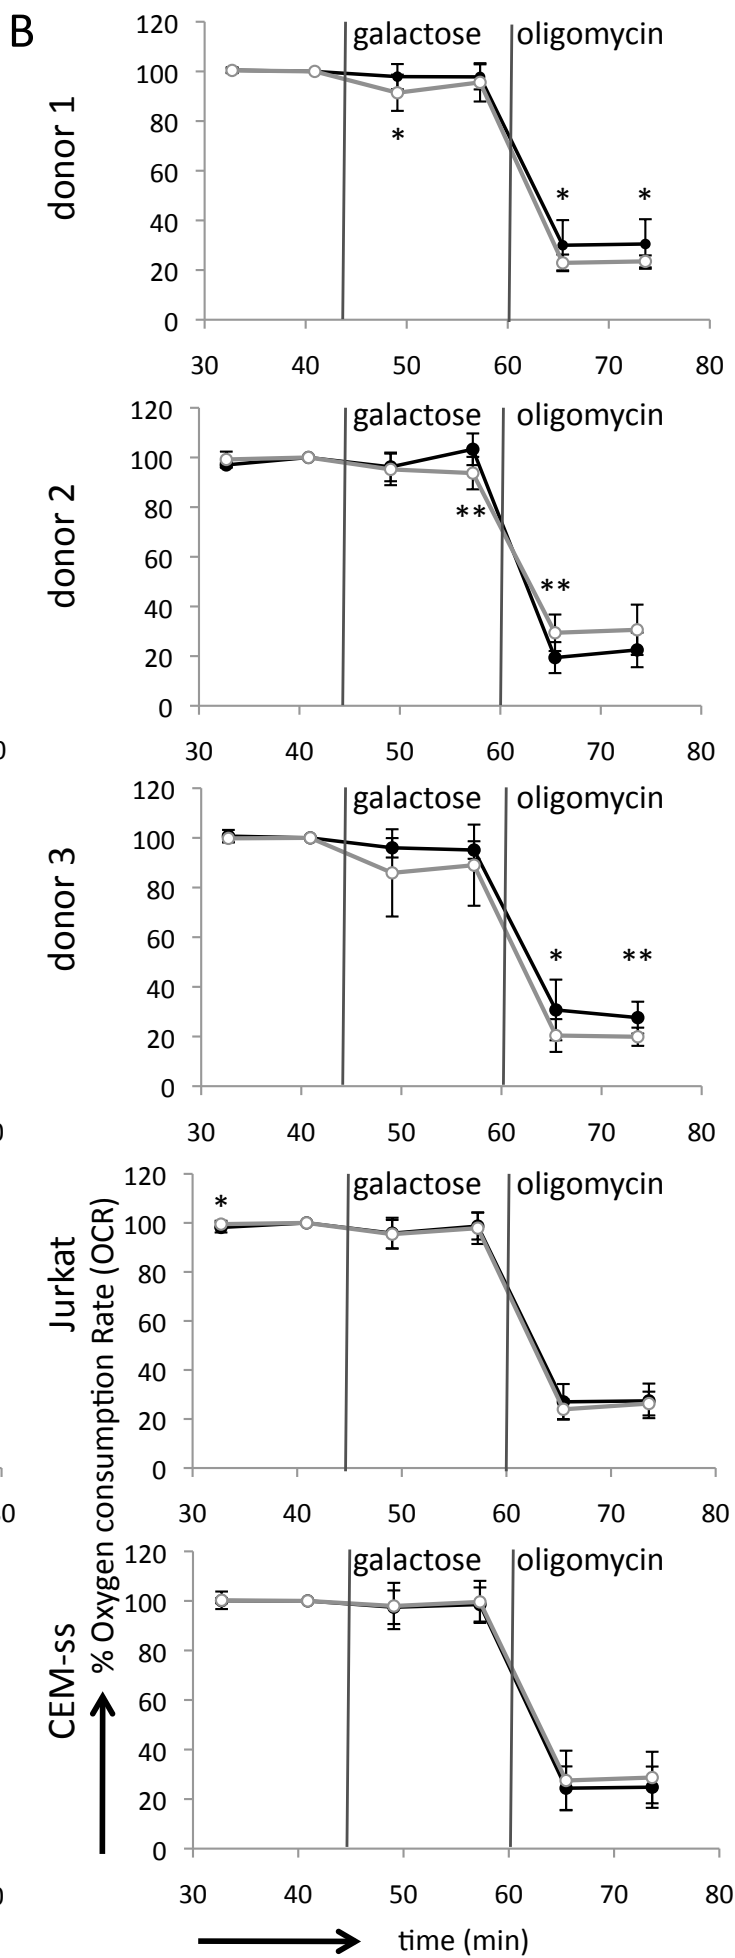 B
donor 1
galactose oligomycin
120
100
80
60
40
20
0
30 40 50 60 70 80
*
* *
donor 2
galactose oligomycin
120
100
80
60
40
20
0
30 40 50 60 70 80
**
**
donor 3
galactose oligomycin
120
100
80
60
40
20
0
30 40 50 60 70 80
* **
Jurkat
galactose oligomycin
120
100
80
60
40
20
0
30 40 50 60 70 80
*
% Oxygen consumption Rate (OCR)
CEM-ss
galactose oligomycin
120
100
80
60
40
20
0
30 40 50 60 70 80
time (min)